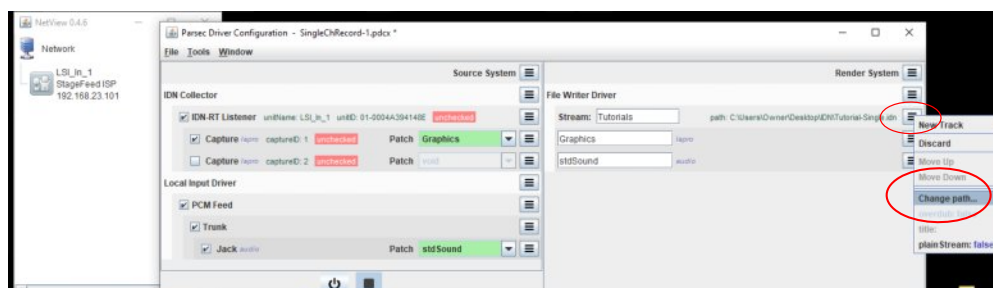 NetView 0.4.6
Network
LSI_In_1
StageFeed ISP
192.168.23.101
Parsec Driver Configuration - SingleChRecord-1.pdcx *
File Tools Window
Source System
IDN Collector
IDN-RT Listener unitName: LSI_In_1 unitID: 01-0004A394148E unchecked
Capture lapro captureID: 1 unchecked Patch Graphics
Capture lapro captureID: 2 unchecked Patch void
Local Input Driver
PCM Feed
Trunk
Jack audio Patch stdSound
Render System
File Writer Driver
Stream: Tutorials path: C:\Users\Owner\Desktop\IDN\Tutorial-Single.idn
Graphics lapro
stdSound audio
New Track
Discard
Move Up
Move Down
Change path...
title:
plainStream: false